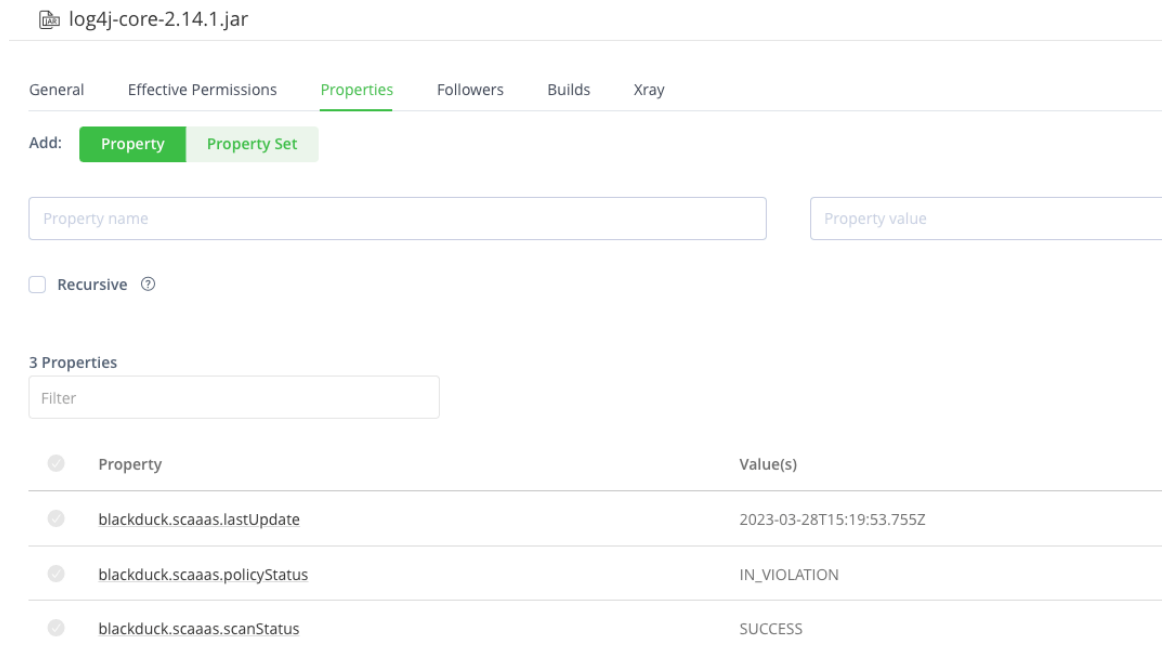 log4j-core-2.14.1.jar
General Effective Permissions Properties Followers Builds Xray
Add: Property Property Set
Property name Property value
Recursive ?
3 Properties
Filter
Property Value(s)
blackduck.scaaas.lastUpdate 2023-03-28T15:19:53.755Z
blackduck.scaaas.policyStatus IN_VIOLATION
blackduck.scaaas.scanStatus SUCCESS